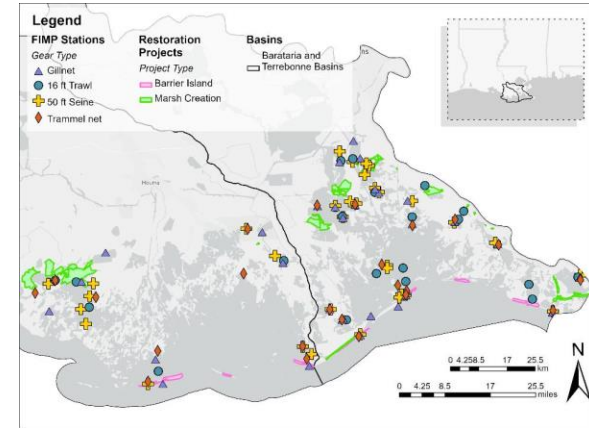 Legend
FIMP Stations
Gear Type
Gillnet
16 ft Trawl
50 ft Seine
Trammel net
Restoration
Projects
Project Type
Barrier Island
Marsh Creation
Basins
Barataria and
Terrebonne Basins
Houma
N
0 4.25 8.5 17 25.5
km
0 4.25 8.5 17 25.5
miles